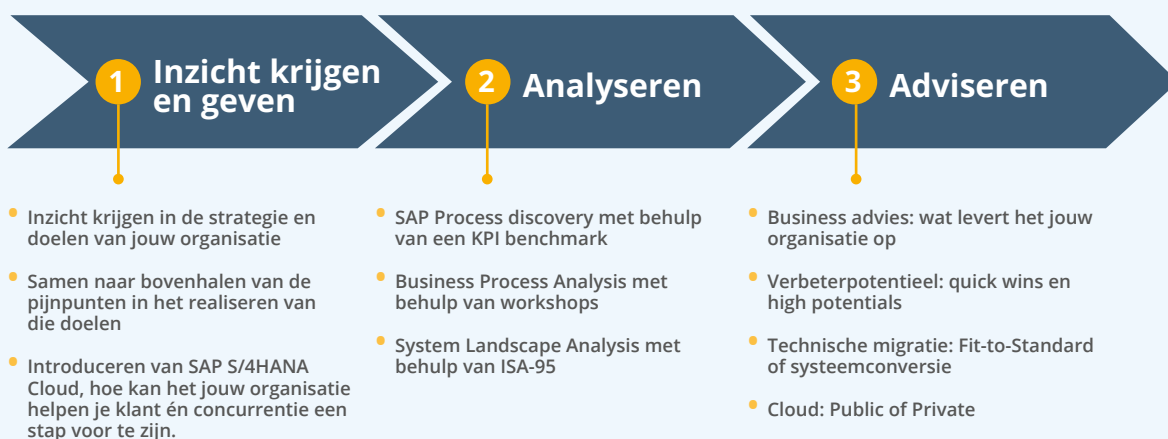 1 Inzicht krijgen
en geven
2 Analyseren
3 Adviseren
• Inzicht krijgen in de strategie en
doelen van jouw organisatie
• Samen naar bovenhalen van de
pijnpunten in het realiseren van
die doelen
• Introduceren van SAP S/4HANA
Cloud, hoe kan het jouw organisatie
helpen je klant én concurrentie een
stap voor te zijn.
• SAP Process discovery met behulp
van een KPI benchmark
• Business Process Analysis met
behulp van workshops
• System Landscape Analysis met
behulp van ISA-95
• Business advies: wat levert het jouw
organisatie op
• Verbeterpotentieel: quick wins en
high potentials
• Technische migratie: Fit-to-Standard
of systeemconversie
• Cloud: Public of Private